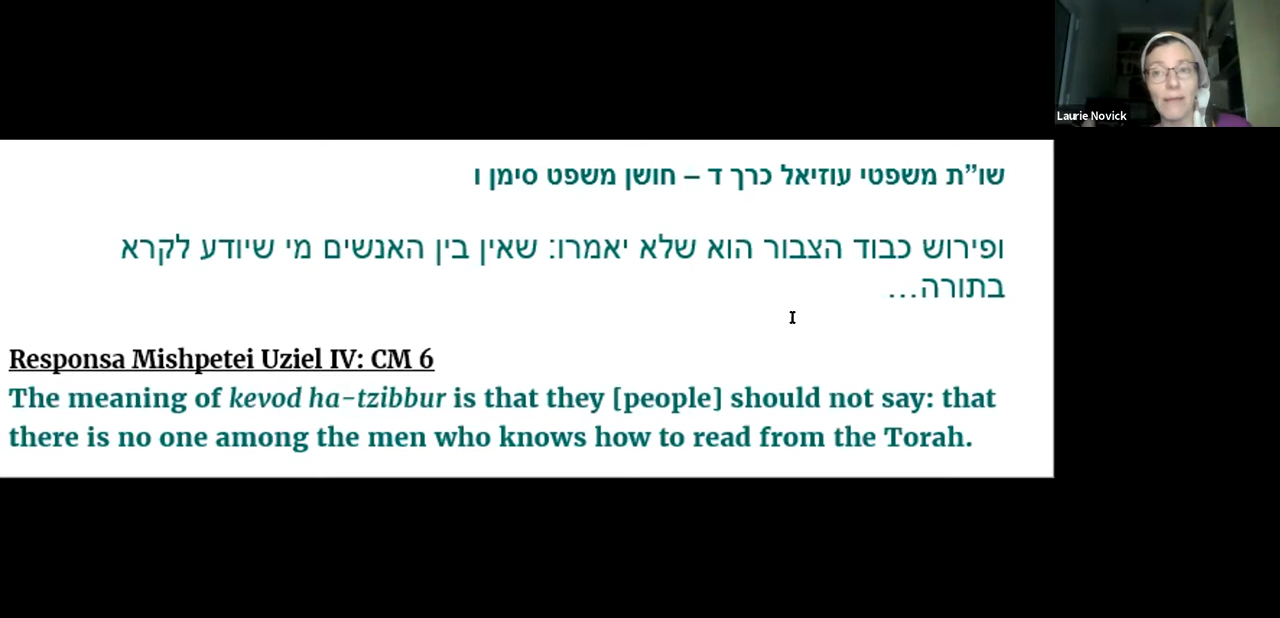 Laurie Novick
שו”ת משפטי עוזיאל כרך ד – חושן משפט סימן ו
ופירוש כבוד הצבור הוא שלא יאמרו: שאין בין האנשים מי שיודע לקרא
בתורה...
Responsa Mishpetei Uziel IV: CM 6
The meaning of kevod ha-tzibbur is that they [people] should not say: that
there is no one among the men who knows how to read from the Torah.